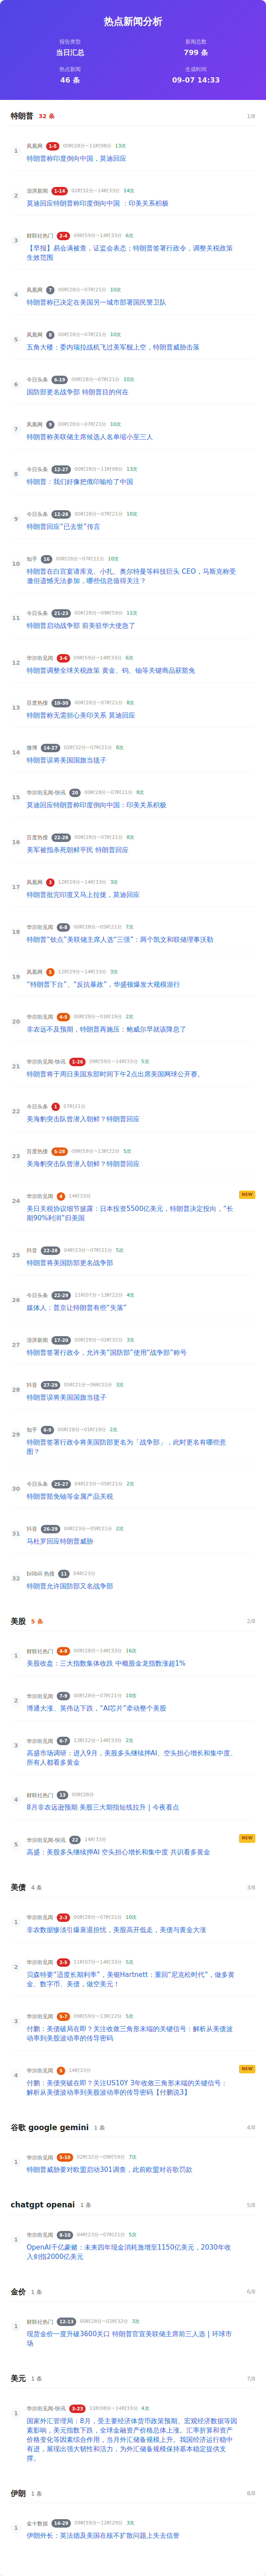 热点新闻分析
报告类型
新闻总数
当日汇总
799 条
热点新闻
生成时间
46 条
09-07 14:33
特朗普 32 条 1/8
1 凤凰网 1-5 00时28分~11时08分 13次
特朗普称印度倒向中国，莫迪回应
2 澎湃新闻 1-14 02时32分~14时33分 14次
莫迪回应特朗普称印度倒向中国 ：印美关系积极
3 财联社热门 2-4 09时59分~14时33分 6次
【早报】易会满被查，证监会表态；特朗普签署行政令，调整关税政策
生效范围
4 凤凰网 7 00时28分~07时21分 10次
特朗普称已决定在美国另一城市部署国民警卫队
5 凤凰网 8 00时28分~07时21分 10次
五角大楼：委内瑞拉战机飞过美军舰上空，特朗普威胁击落
6 今日头条 6-19 00时28分~07时21分 10次
国防部更名战争部 特朗普目的何在
7 凤凰网 9 00时28分~07时21分 10次
特朗普称美联储主席候选人名单缩小至三人
8 今日头条 12-27 00时28分~11时08分 13次
特朗普：我们好像把俄印输给了中国
9 今日头条 12-28 00时28分~07时21分 10次
特朗普回应“已去世”传言
10 知乎 16 00时28分~07时21分 10次
特朗普在白宫宴请库克、小扎、奥尔特曼等科技巨头 CEO，马斯克称受
邀但遗憾无法参加，哪些信息值得关注？
11 今日头条 21-23 00时28分~09时59分 11次
特朗普启动战争部 前美驻华大使急了
12 华尔街见闻 3-6 09时59分~14时33分 6次
特朗普调整全球关税政策 黄金、钨、铀等关键商品获豁免
13 百度热搜 10-30 00时28分~07时21分 8次
特朗普称无需担心美印关系 莫迪回应
14 微博 14-27 02时32分~07时21分 8次
特朗普误将美国国旗当毯子
15 华尔街见闻-快讯 20 00时28分~07时21分 8次
莫迪回应特朗普称印度倒向中国：印美关系积极
16 百度热搜 22-28 00时28分~07时21分 8次
美军被指杀死朝鲜平民 特朗普回应
17 凤凰网 3 12时29分~14时33分 3次
特朗普批完印度又马上拉拢，莫迪回应
18 华尔街见闻 6-8 00时28分~05时21分 7次
特朗普“钦点”美联储主席人选“三强”：两个凯文和联储理事沃勒
19 凤凰网 5 12时29分~14时33分 3次
“特朗普下台”、“反抗暴政”，华盛顿爆发大规模游行
20 华尔街见闻 4-5 00时28分~01时19分 2次
非农远不及预期，特朗普再施压：鲍威尔早就该降息了
21 华尔街见闻-快讯 1-26 09时59分~14时33分 5次
特朗普将于周日美国东部时间下午2点出席美国网球公开赛。
22 今日头条 1 07时21分
美海豹突击队曾潜入朝鲜？特朗普回应
23 百度热搜 5-28 09时59分~13时22分 5次
美海豹突击队曾潜入朝鲜？特朗普回应
24 华尔街见闻 4 14时33分 NEW
美日关税协议细节披露：日本投资5500亿美元，特朗普决定投向，“长
期90%利润”归美国
25 抖音 22-28 04时23分~07时21分 5次
特朗普将美国防部更名战争部
26 今日头条 22-29 11时07分~13时22分 4次
媒体人：普京让特朗普有些“失落”
27 澎湃新闻 17-20 00时28分~02时32分 3次
特朗普签署行政令，允许美“国防部”使用“战争部”称号
28 抖音 27-29 05时21分~06时22分 3次
特朗普误将美国国旗当毯子
29 知乎 6-9 00时28分~01时19分 2次
特朗普签署行政令将美国防部更名为「战争部」，此时更名有哪些意
图？
30 今日头条 25-27 04时23分~05时21分 2次
特朗普豁免铀等金属产品关税
31 抖音 26-29 04时23分~05时21分 2次
马杜罗回应特朗普威胁
32 bilibili 热搜 11 04时23分
特朗普允许国防部又名战争部
美股 5 条 2/8
1 财联社热门 4-8 00时28分~14时33分 16次
美股收盘：三大指数集体收跌 中概股金龙指数涨超1%
2 华尔街见闻 7-9 00时28分~07时21分 10次
博通大涨、英伟达下跌，“AI芯片”牵动整个美股
3 华尔街见闻 6-7 13时22分~14时33分 2次
高盛市场调研：进入9月，美股多头继续押AI、空头担心增长和集中度、
所有人都看多黄金
4 财联社热门 13 00时28分
8月非农远逊预期 美股三大期指短线拉升 | 今夜看点
5 华尔街见闻-快讯 22 14时33分 NEW
高盛：美股多头继续押AI 空头担心增长和集中度 共识看多黄金
美债 4 条 3/8
1 华尔街见闻 2-3 00时28分~07时21分 10次
非农数据惨淡引爆衰退担忧，美股高开低走，美债与黄金大涨
2 华尔街见闻 2-5 11时07分~14时33分 5次
贝森特要“适度长期利率”，美银Hartnett：重回“尼克松时代”，做多黄
金、数字币、美债，做空美元！
3 华尔街见闻 5-7 09时59分~13时22分 5次
付鹏：美债破局在即？关注收敛三角形末端的关键信号：解析从美债波
动率到美股波动率的传导密码
4 华尔街见闻 5 14时33分 NEW
付鹏：美债突破在即？关注US10Y 3年收敛三角形末端的关键信号：
解析从美债波动率到美股波动率的传导密码【付鹏说3】
谷歌 google gemini 1 条 4/8
1 华尔街见闻 5-10 02时32分~09时59分 7次
特朗普威胁要对欧盟启动301调查，此前欧盟对谷歌罚款
chatgpt openai 1 条 5/8
1 华尔街见闻 8-10 04时23分~07时21分 5次
OpenAI千亿豪赌：未来四年现金消耗激增至1150亿美元，2030年收
入剑指2000亿美元
金价 1 条 6/8
1 财联社热门 12-13 00时28分~02时32分 3次
现货金价一度升破3600关口 特朗普官宣美联储主席前三人选 | 环球市
场
美元 1 条 7/8
1 华尔街见闻-快讯 3-23 11时08分~14时33分 4次
国家外汇管理局：8月，受主要经济体货币政策预期、宏观经济数据等因
素影响，美元指数下跌，全球金融资产价格总体上涨。汇率折算和资产
价格变化等因素综合作用，当月外汇储备规模上升。我国经济运行稳中
有进，展现出强大韧性和活力，为外汇储备规模保持基本稳定提供支
撑。
伊朗 1 条 8/8
1 金十数据 14-29 09时59分~12时29分 3次
伊朗外长：英法德及美国在核不扩散问题上失去信誉